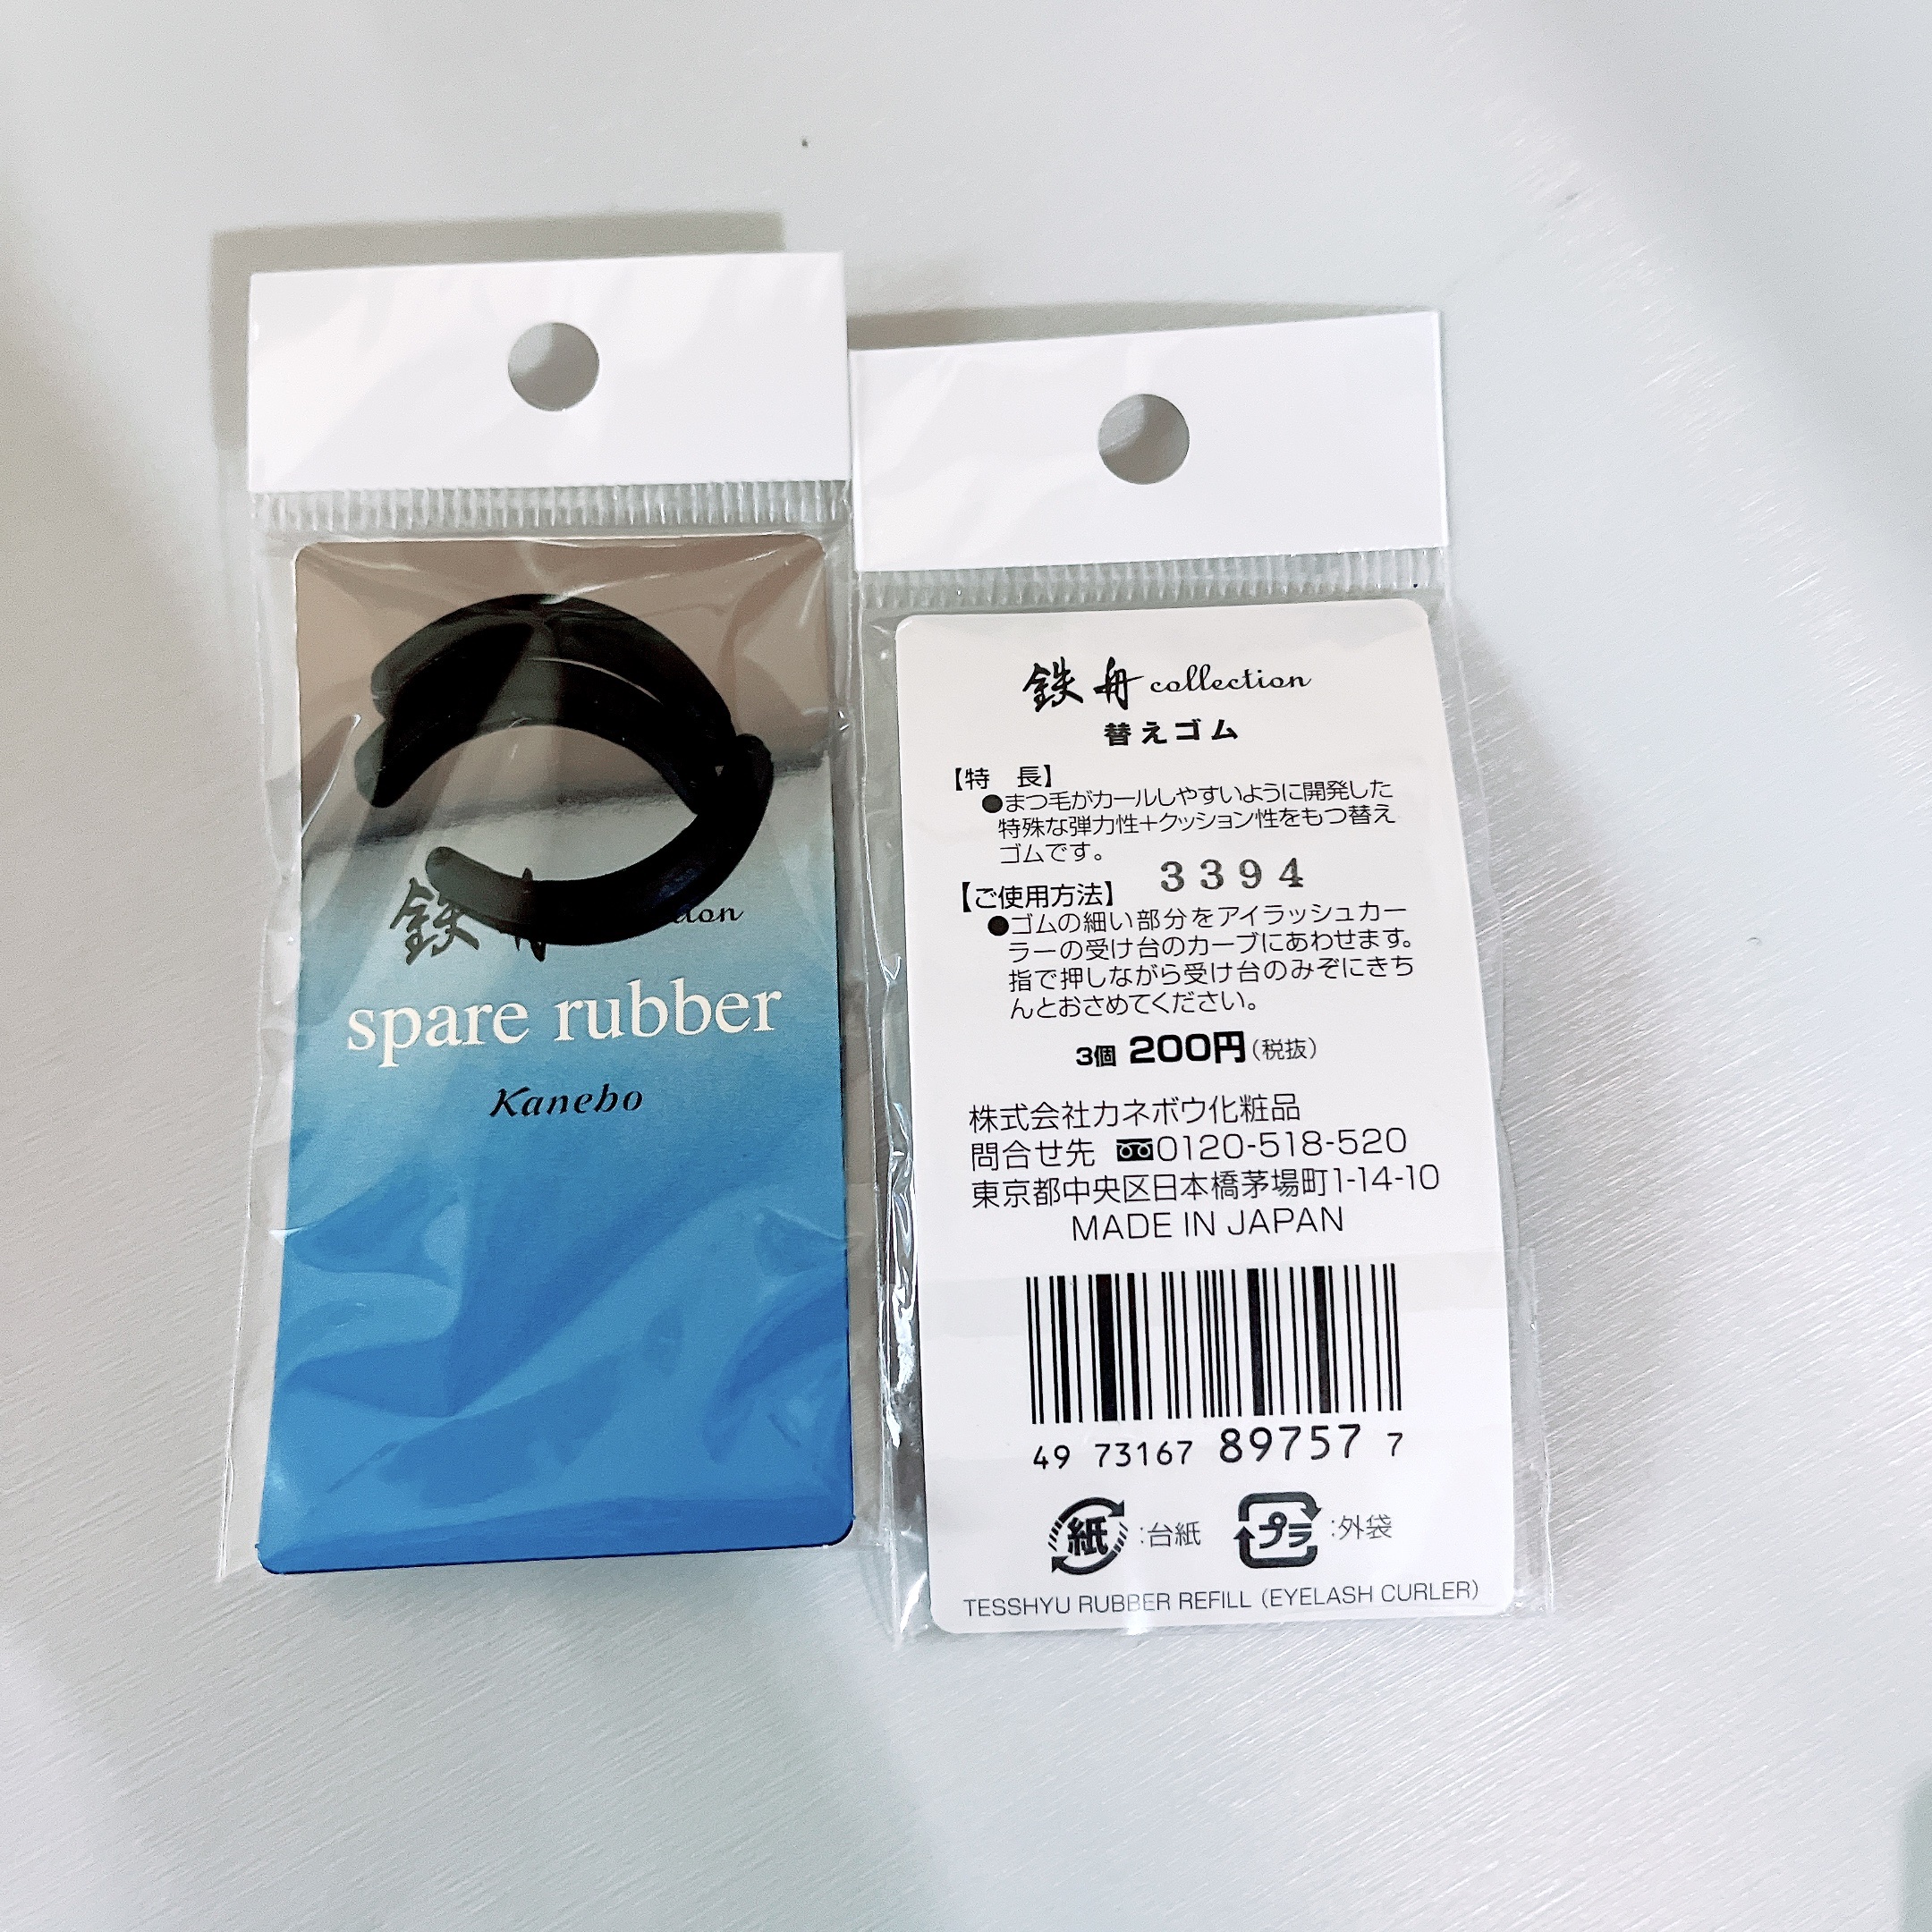 鉄舟
spare rubber
Kanebo
鉄舟 collection
替えゴム
【特 長】
●まつ毛がカールしやすいように開発した
特殊な弾力性+クッション性をもつ替え
ゴムです。
3394
【ご使用方法】
●ゴムの細い部分をアイラッシュカー
ラーの受け台のカーブにあわせます。
指で押しながら受け台のみぞにきち
んとおさめてください。
3個 200円(税抜)
株式会社カネボウ化粧品
問合せ先 0120-518-520
東京都中央区日本橋茅場町1-14-10
MADE IN JAPAN
49 73167 89757 7
紙 :台紙 プラ :外袋
TESSHYU RUBBER REFILL (EYELASH CURLER)